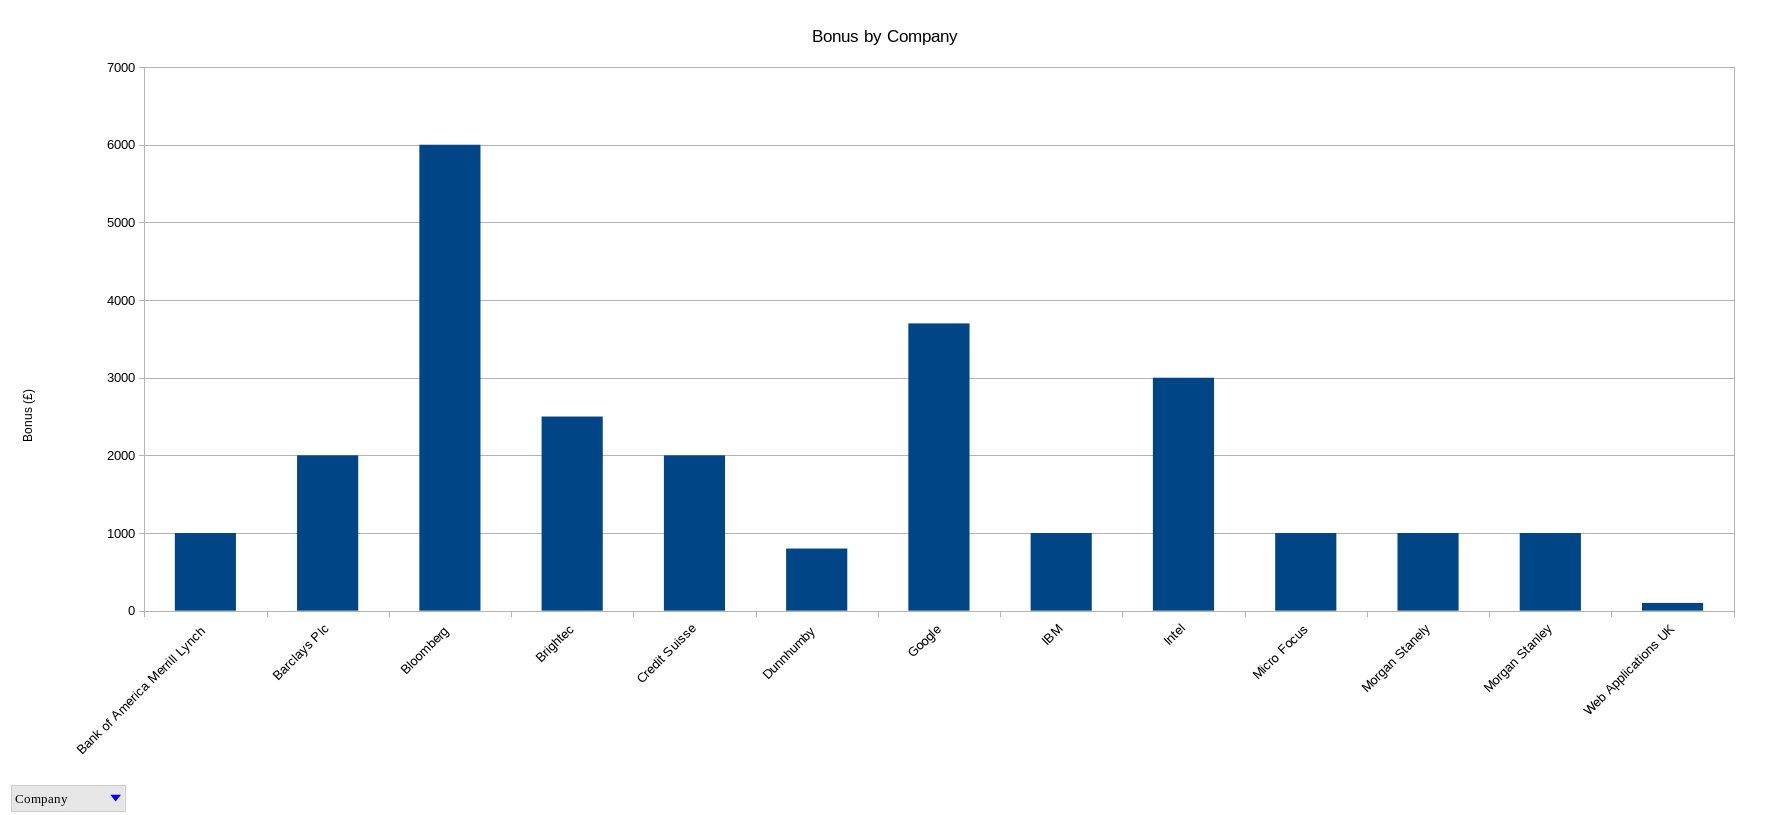 Bonus by Company
7000
6000
5000
4000
3000
2000
1000
0
Bonus (£)
Bank of America Merrill Lynch
Barclays Plc
Bloomberg
Brightec
Credit Suisse
Dunnhumby
Google
IBM
Intel
Micro Focus
Morgan Stanely
Morgan Stanley
Web Applications UK
Company